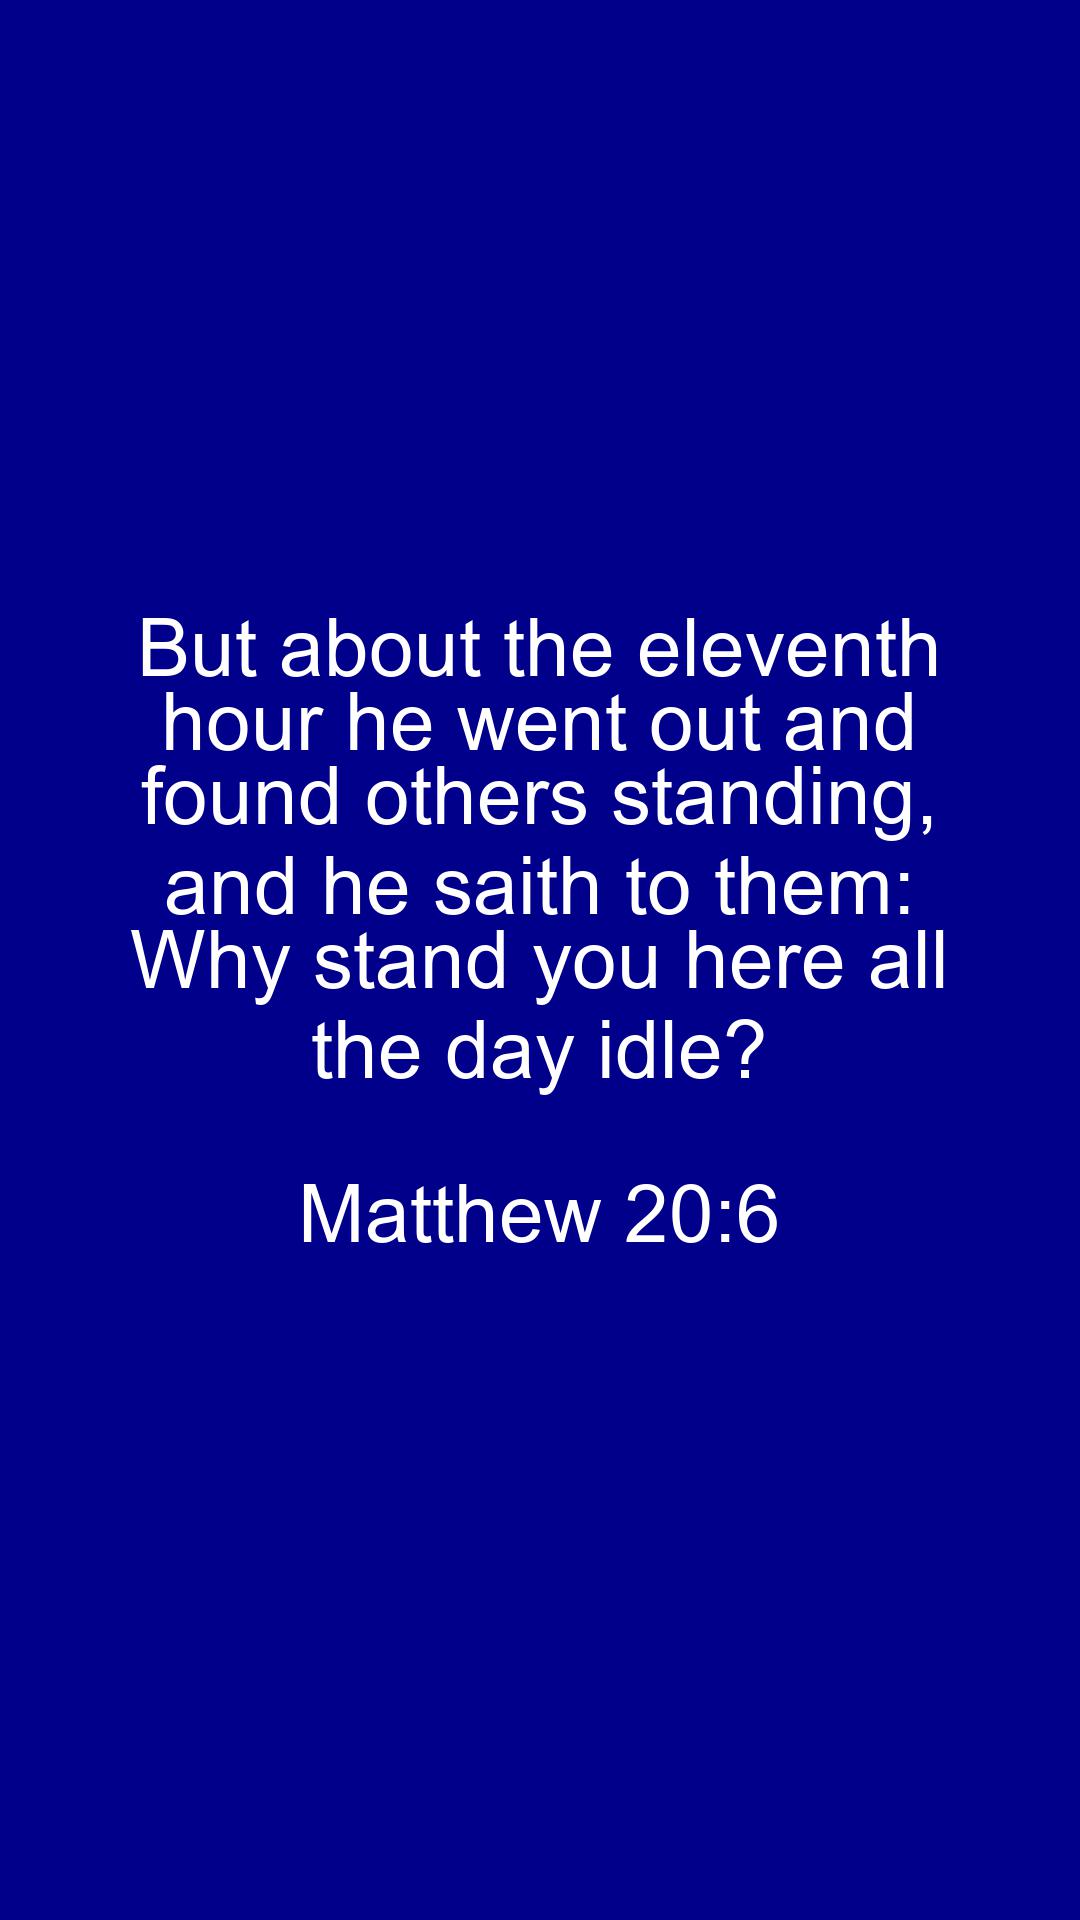 But about the eleventh
hour he went out and
found others standing,
and he saith to them:
Why stand you here all
the day idle?
Matthew 20:6